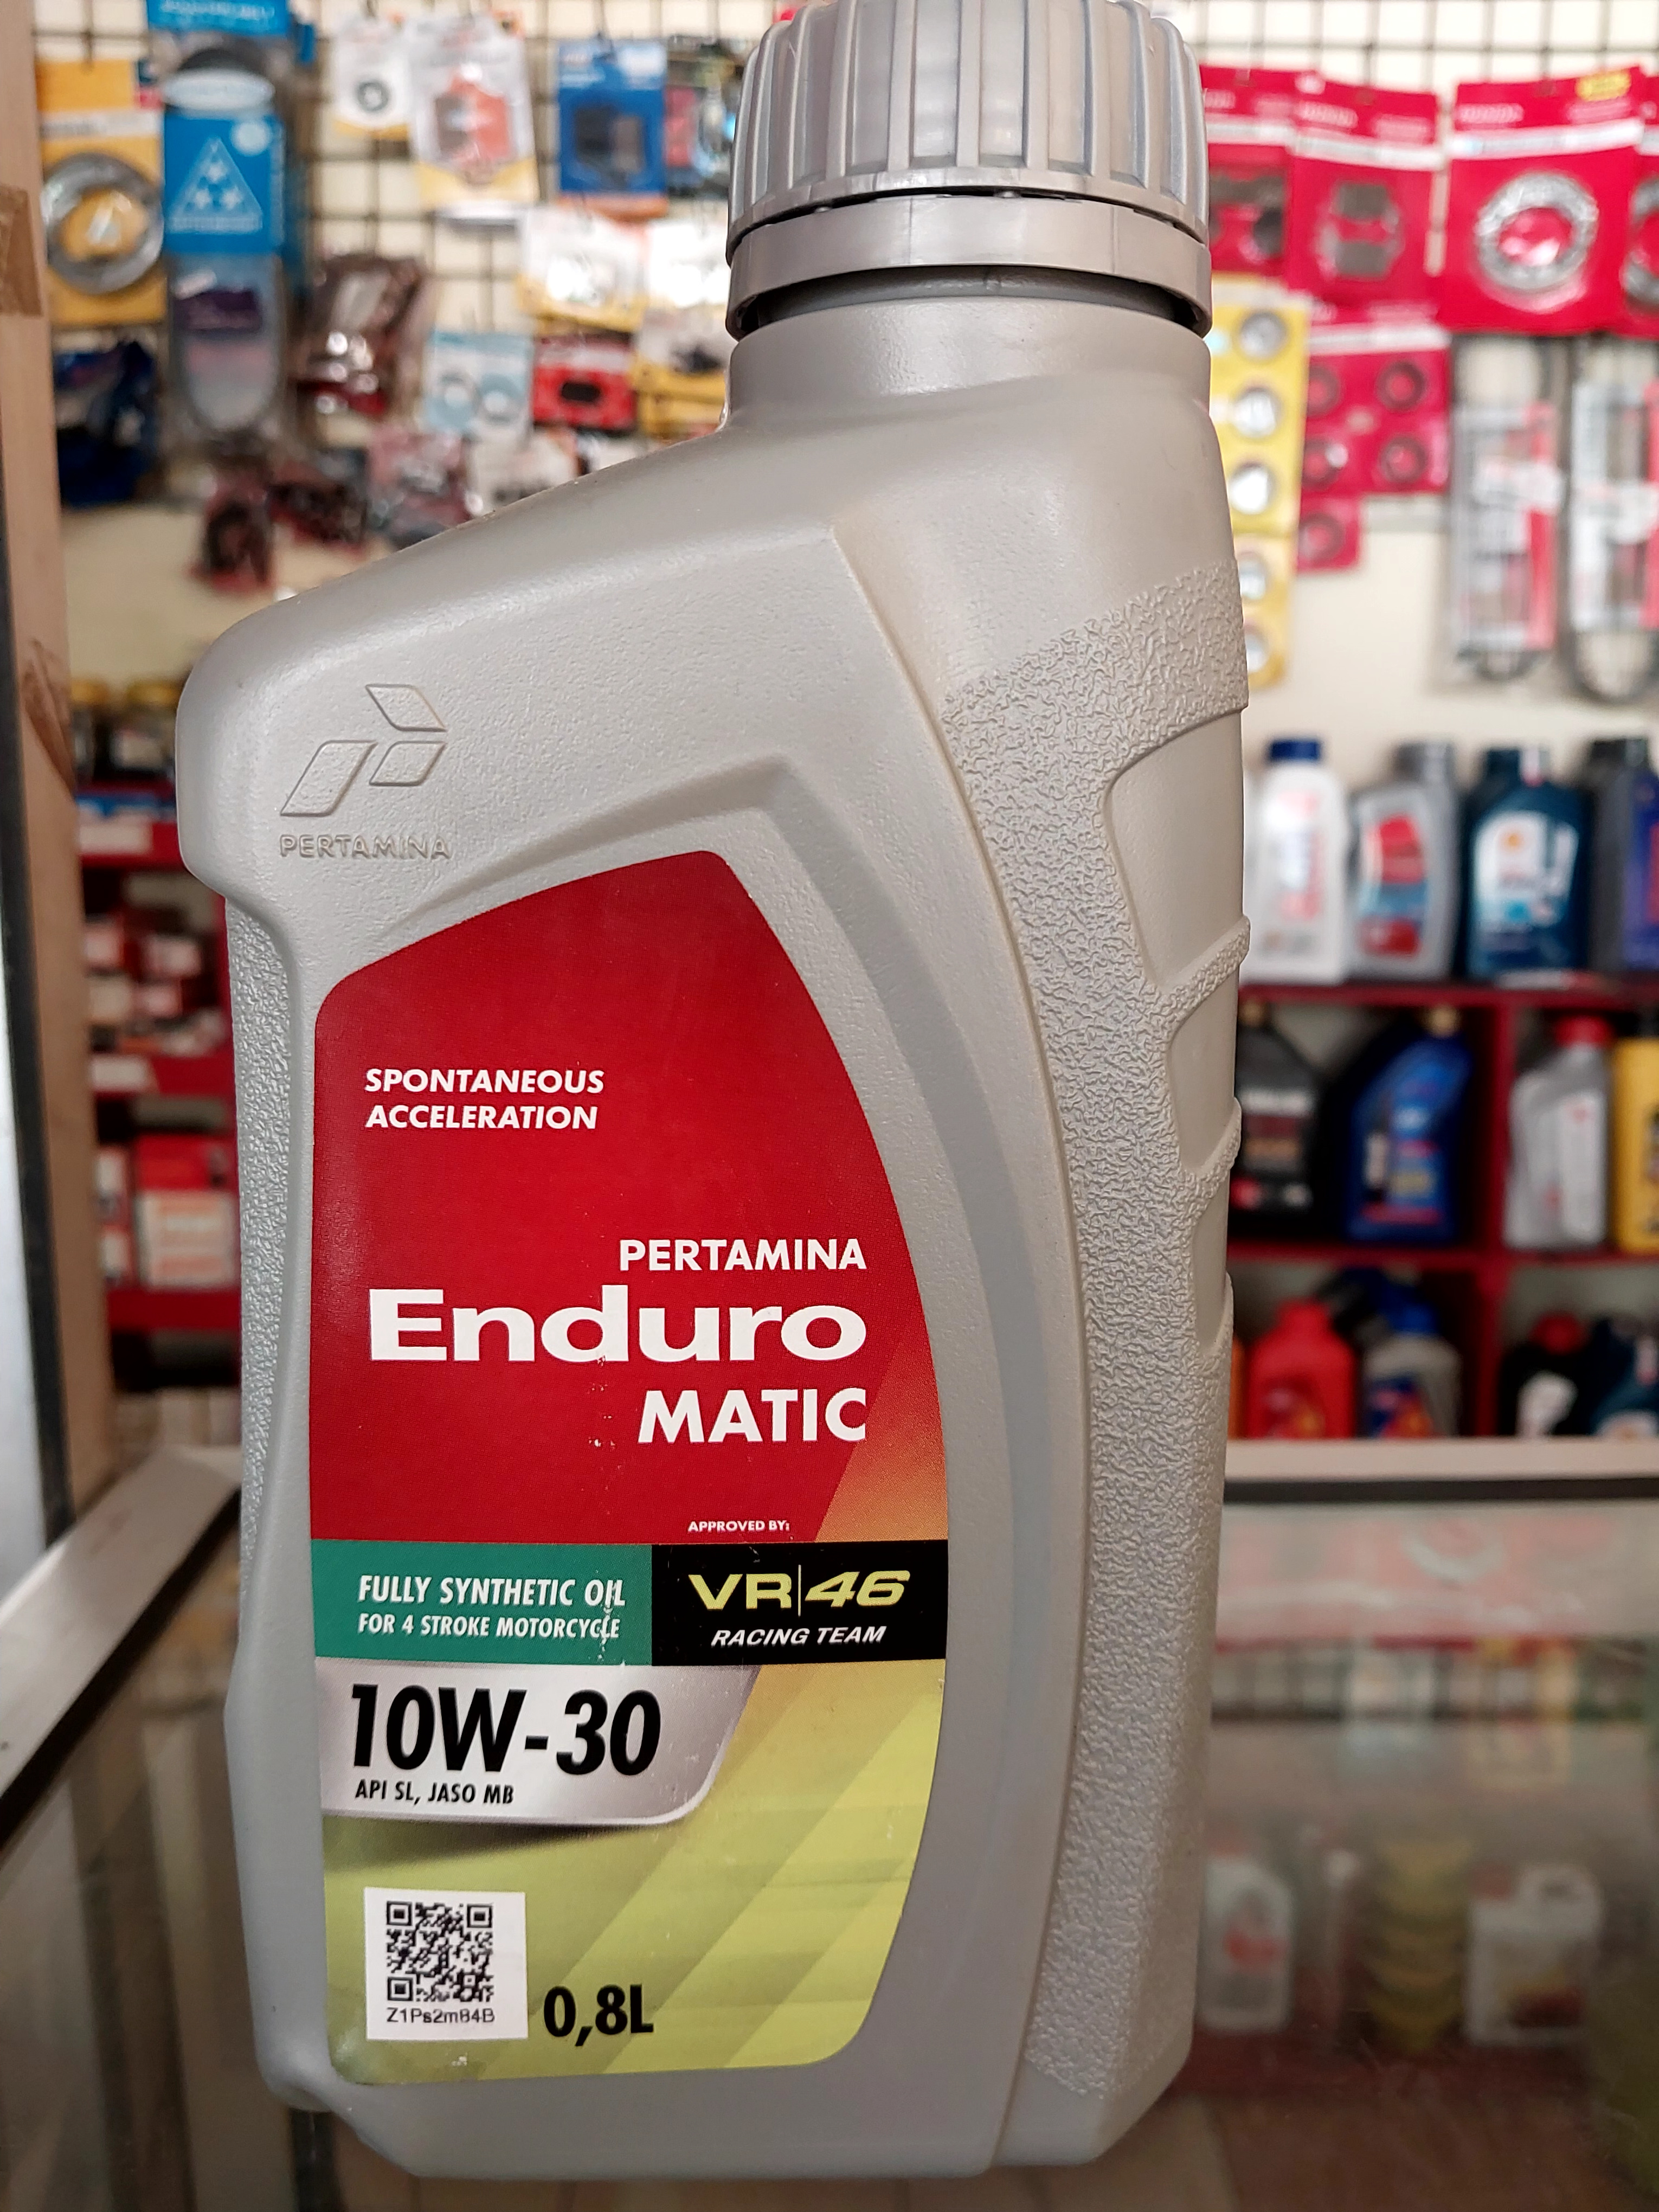 PERTAMINA
SPONTANEOUS
ACCELERATION
PERTAMINA
Enduro
MATIC
APPROVED BY:
FULLY SYNTHETIC OIL
FOR 4 STROKE MOTORCYCLE
VR|46
RACING TEAM
10W-30
API SL, JASO MB
Z1Ps2m84B
0,8L